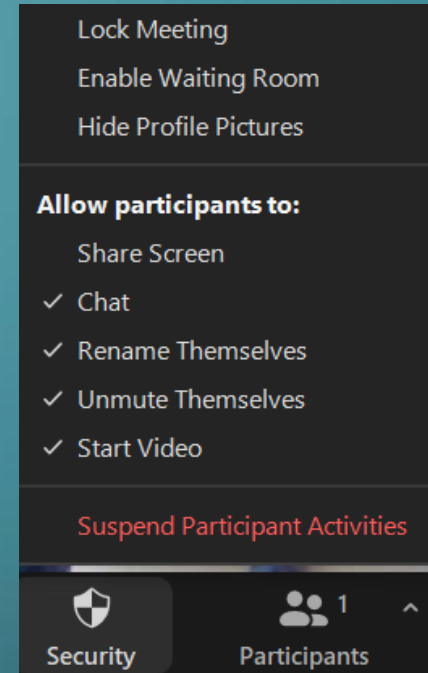 Lock Meeting
Enable Waiting Room
Hide Profile Pictures
Allow participants to:
Share Screen
✓ Chat
✓ Rename Themselves
✓ Unmute Themselves
✓ Start Video
Suspend Participant Activities
1
Security Participants